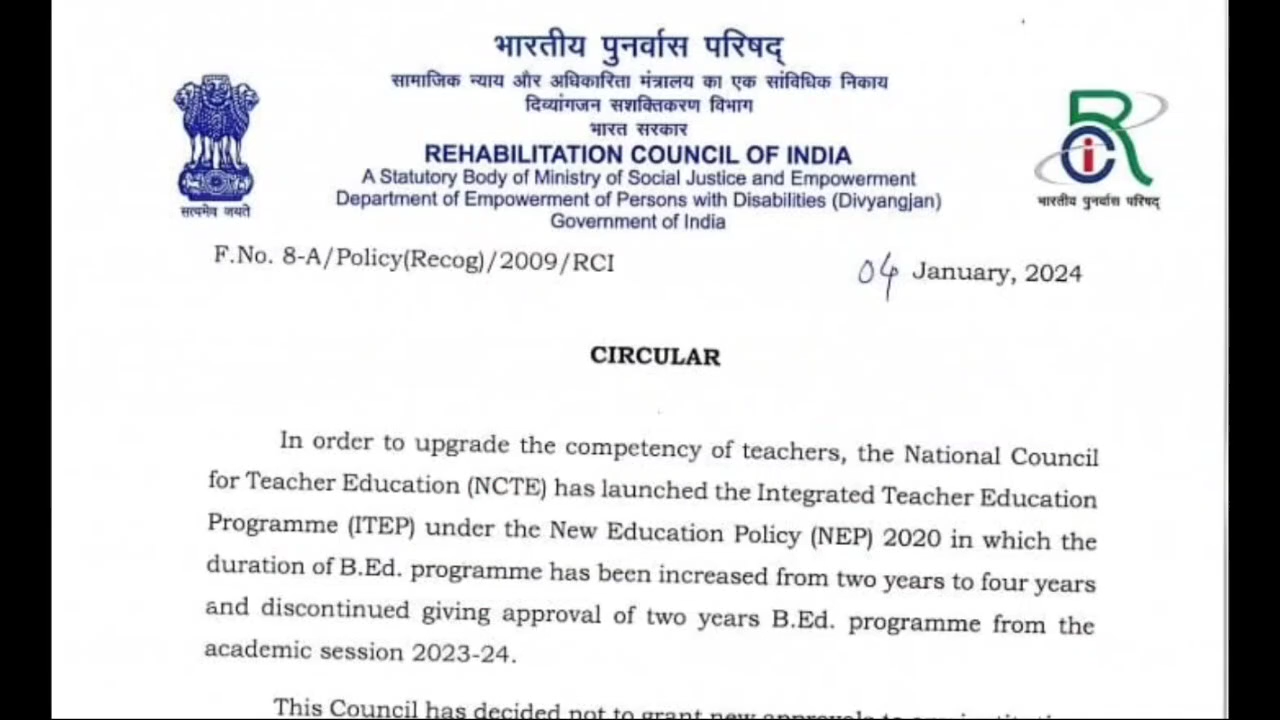 भारतीय पुनर्वास परिषद्
सामाजिक न्याय और अधिकारिता मंत्रालय का एक सांविधिक निकाय
दिव्यांगजन सशक्तिकरण विभाग
भारत सरकार
REHABILITATION COUNCIL OF INDIA
A Statutory Body of Ministry of Social Justice and Empowerment
Department of Empowerment of Persons with Disabilities (Divyangjan)
Government of India
सत्यमेव जयते
RCi
भारतीय पुनर्वास परिषद्
F.No. 8-A/Policy(Recog)/2009/RCI
04 January, 2024
CIRCULAR
In order to upgrade the competency of teachers, the National Council
for Teacher Education (NCTE) has launched the Integrated Teacher Education
Programme (ITEP) under the New Education Policy (NEP) 2020 in which the
duration of B.Ed. programme has been increased from two years to four years
and discontinued giving approval of two years B.Ed. programme from the
academic session 2023-24.
This Council has decided not to grant new approvals to